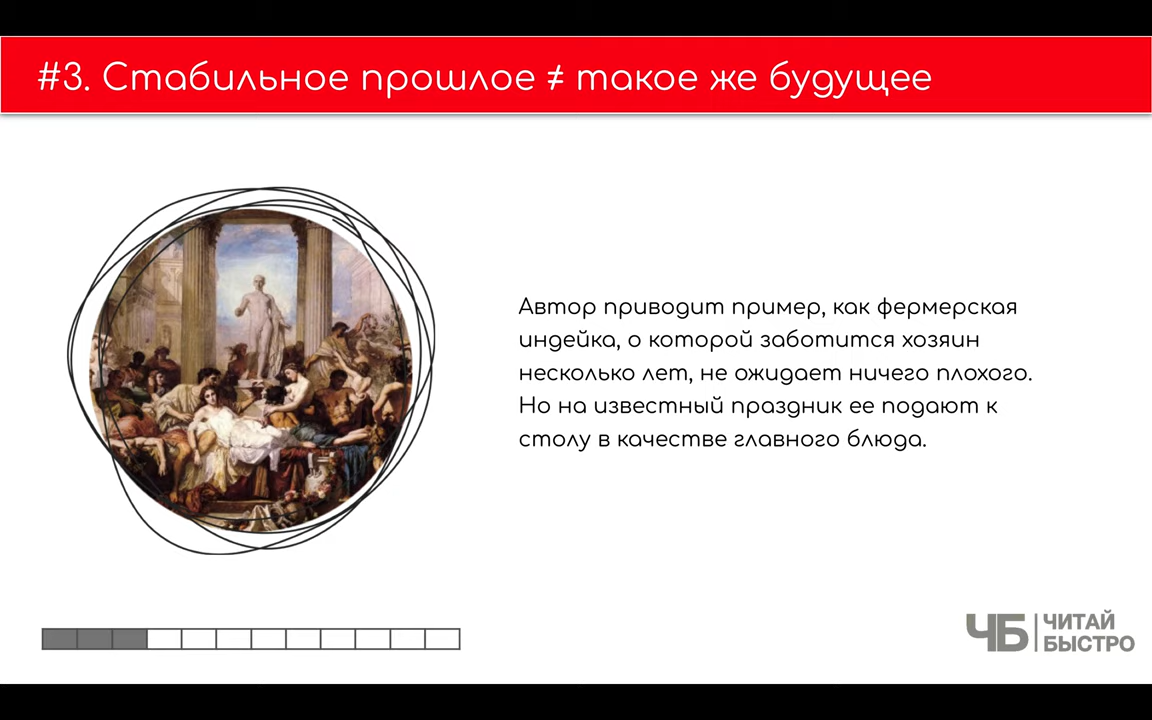 #3. Стабильное прошлое ≠ такое же будущее
Автор приводит пример, как фермерская
индейка, о которой заботится хозяин
несколько лет, не ожидает ничего плохого.
Но на известный праздник ее подают к
столу в качестве главного блюда.
ЧБ
ЧИТАЙ
БЫСТРО